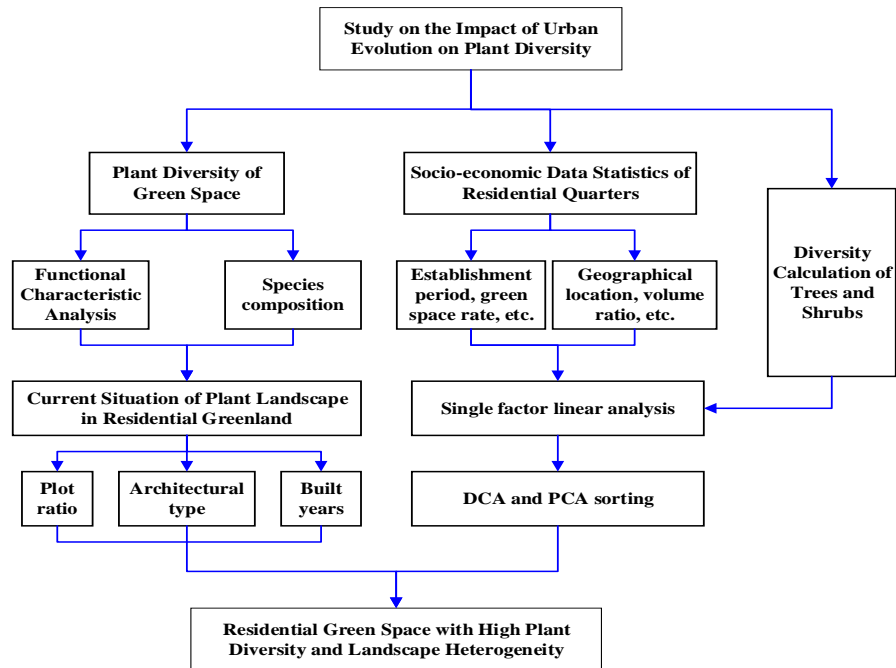 Study on the Impact of Urban
Evolution on Plant Diversity
Plant Diversity of
Green Space
Socio-economic Data Statistics of
Residential Quarters
Diversity
Calculation of
Trees and
Shrubs
Functional
Characteristic
Analysis
Species
composition
Establishment
period, green
space rate, etc.
Geographical
location, volume
ratio, etc.
Current Situation of Plant Landscape
in Residential Greenland
Single factor linear analysis
Plot
ratio
Architectural
type
Built
years
DCA and PCA sorting
Residential Green Space with High Plant
Diversity and Landscape Heterogeneity